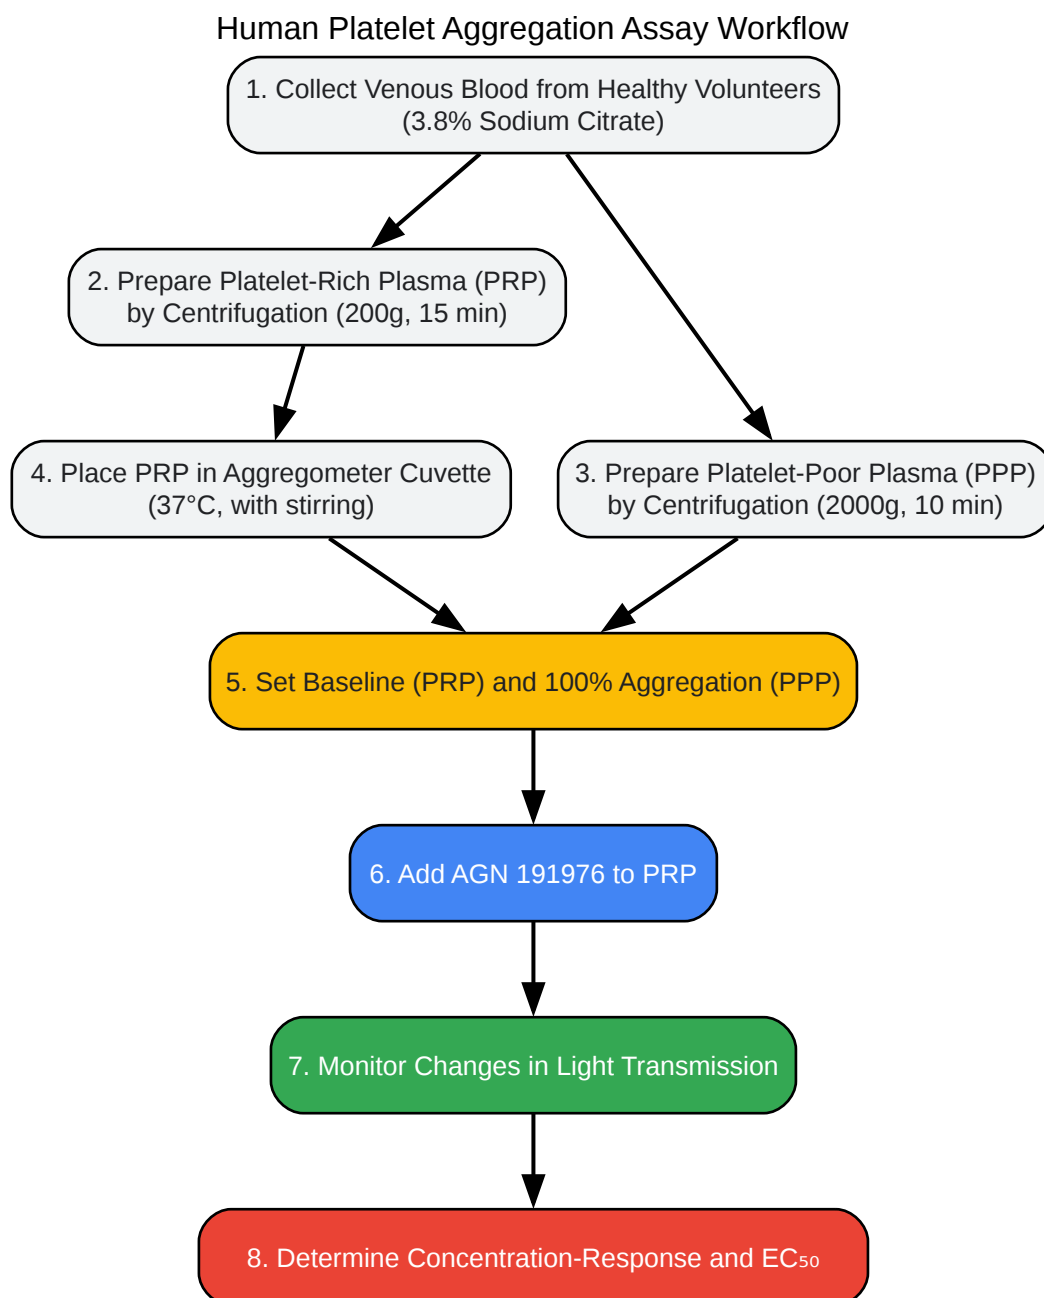 Human Platelet Aggregation Assay Workflow
1. Collect Venous Blood from Healthy Volunteers
(3.8% Sodium Citrate)
2. Prepare Platelet-Rich Plasma (PRP)
by Centrifugation (200g, 15 min)
4. Place PRP in Aggregometer Cuvette
(37°C, with stirring)
3. Prepare Platelet-Poor Plasma (PPP)
by Centrifugation (2000g, 10 min)
5. Set Baseline (PRP) and 100% Aggregation (PPP)
6. Add AGN 191976 to PRP
7. Monitor Changes in Light Transmission
8. Determine Concentration-Response and EC₅₀